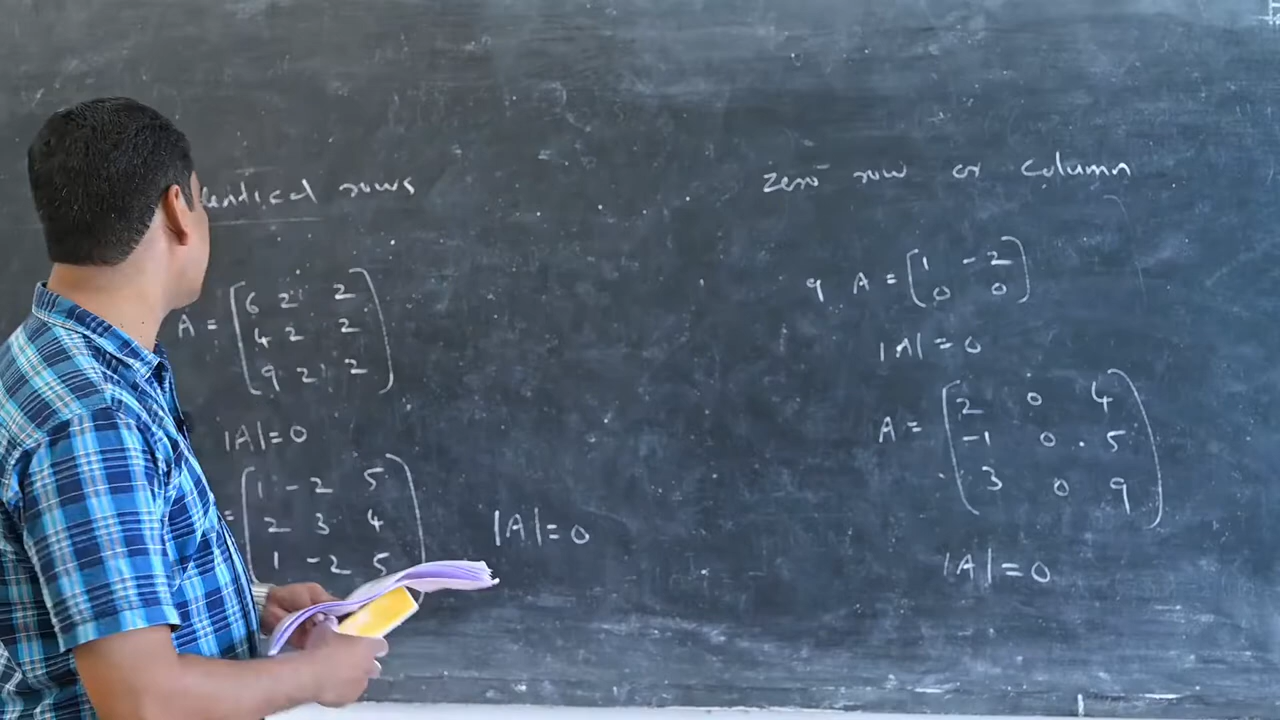 entical rows
A = [6 2 2
4 2 2
9 2 2]
|A| = 0
= [1 -2 5
2 3 4
1 -2 5]
|A| = 0
zero row or column
9 A = [1 -2
0 0]
|A| = 0
A = [2 0 4
-1 0 5
3 0 9]
|A| = 0